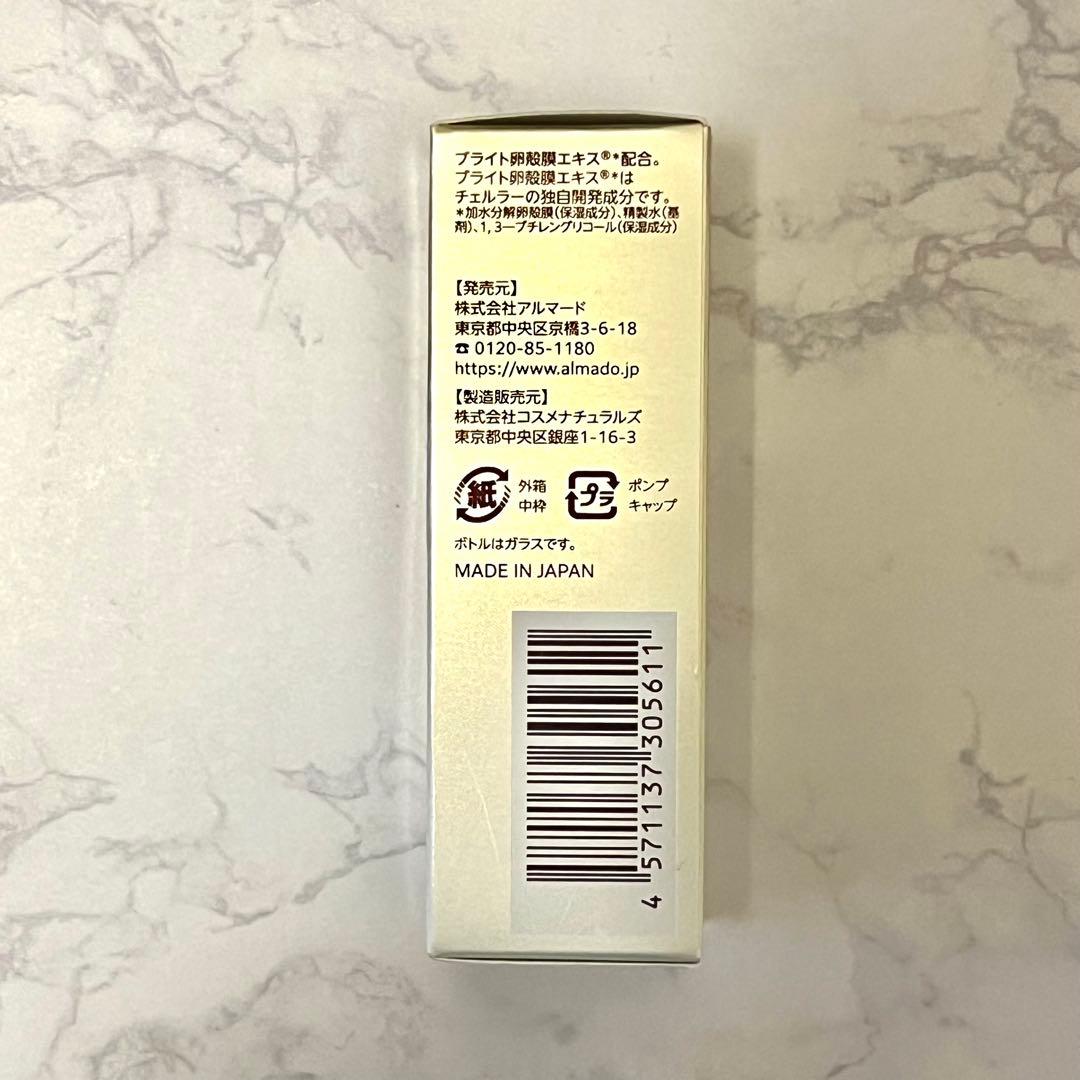 ブライト卵殻膜エキス®*配合。
ブライト卵殻膜エキス®*は
チェルラーの独自開発成分です。
*加水分解卵殻膜(保湿成分)、精製水(基
剤)、1,3ーブチレングリコール(保湿成分)
【発売元】
株式会社アルマード
東京都中央区京橋3-6-18
☎ 0120-85-1180
https://www.almado.jp
【製造販売元】
株式会社コスメナチュラルズ
東京都中央区銀座1-16-3
紙 外箱
中枠
プラ ポンプ
キャップ
ボトルはガラスです。
MADE IN JAPAN
4 571137 305611